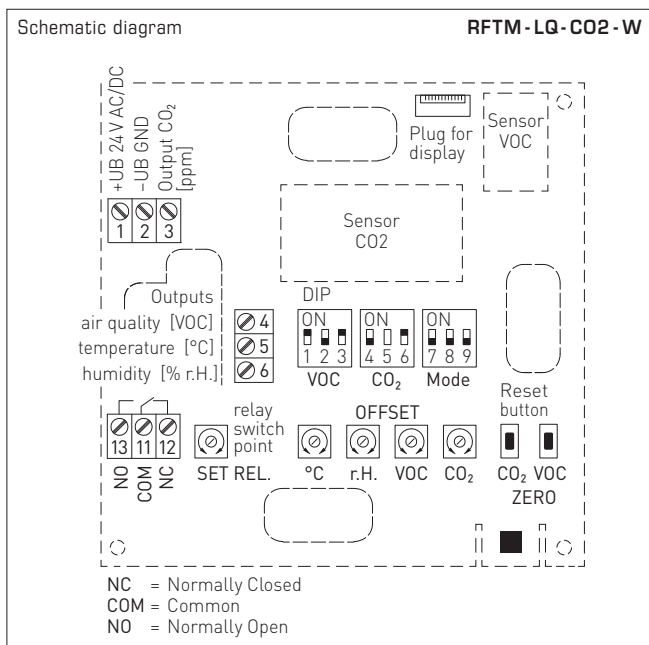 Schematic diagram RFTM-LQ-CO2-W
+UB 24V AC/DC
–UB GND
Output CO₂
[ppm]
1 2 3
Plug for
display
Sensor
VOC
Sensor
CO2
Outputs
air quality [VOC] 4
temperature [°C] 5
humidity [% r.H.] 6
DIP
ON ON ON
1 2 3 4 5 6 7 8 9
VOC CO₂ Mode
13 11 12
NO COM NC
relay
switch
point
SET REL.
OFFSET
°C r.H. VOC CO₂
Reset
button
CO₂ VOC
ZERO
NC = Normally Closed
COM = Common
NO = Normally Open